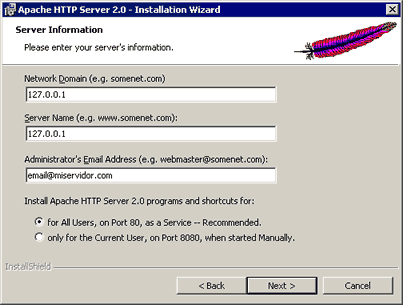 Apache HTTP Server 2.0 - Installation Wizard
Server Information
Please enter your server's information.
Network Domain (e.g. somenet.com)
127.0.0.1
Server Name (e.g. www.somenet.com):
127.0.0.1
Administrator's Email Address (e.g. webmaster@somenet.com):
email@miservidor.com
Install Apache HTTP Server 2.0 programs and shortcuts for:
for All Users, on Port 80, as a Service -- Recommended.
only for the Current User, on Port 8080, when started Manually.
InstallShield
< Back
Next >
Cancel